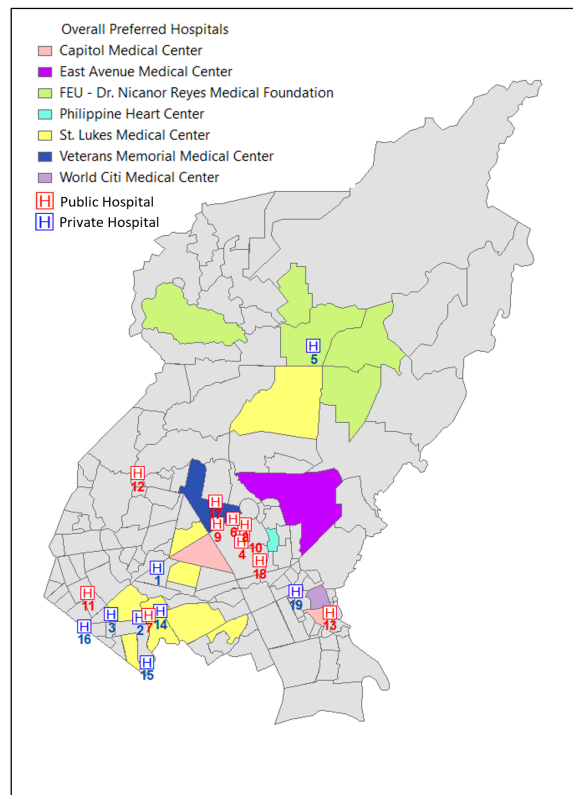 Overall Preferred Hospitals
Capitol Medical Center
East Avenue Medical Center
FEU - Dr. Nicanor Reyes Medical Foundation
Philippine Heart Center
St. Lukes Medical Center
Veterans Memorial Medical Center
World Citi Medical Center
H Public Hospital
H Private Hospital
H
5
H
12
H
17
H
6
H
9
H
8
H
4
10
H
18
H
1
H
19
H
11
H
13
H
3
H
2
H
7
H
14
H
16
H
15